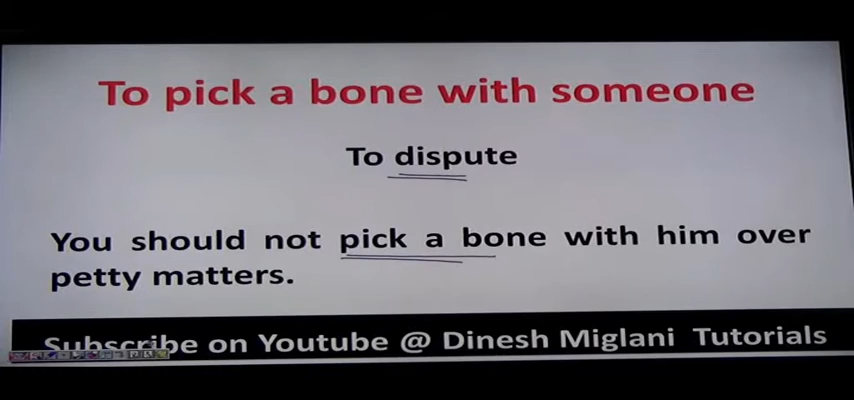 To pick a bone with someone
To dispute
You should not pick a bone with him over
petty matters.
Subscribe on Youtube @ Dinesh Miglani Tutorials